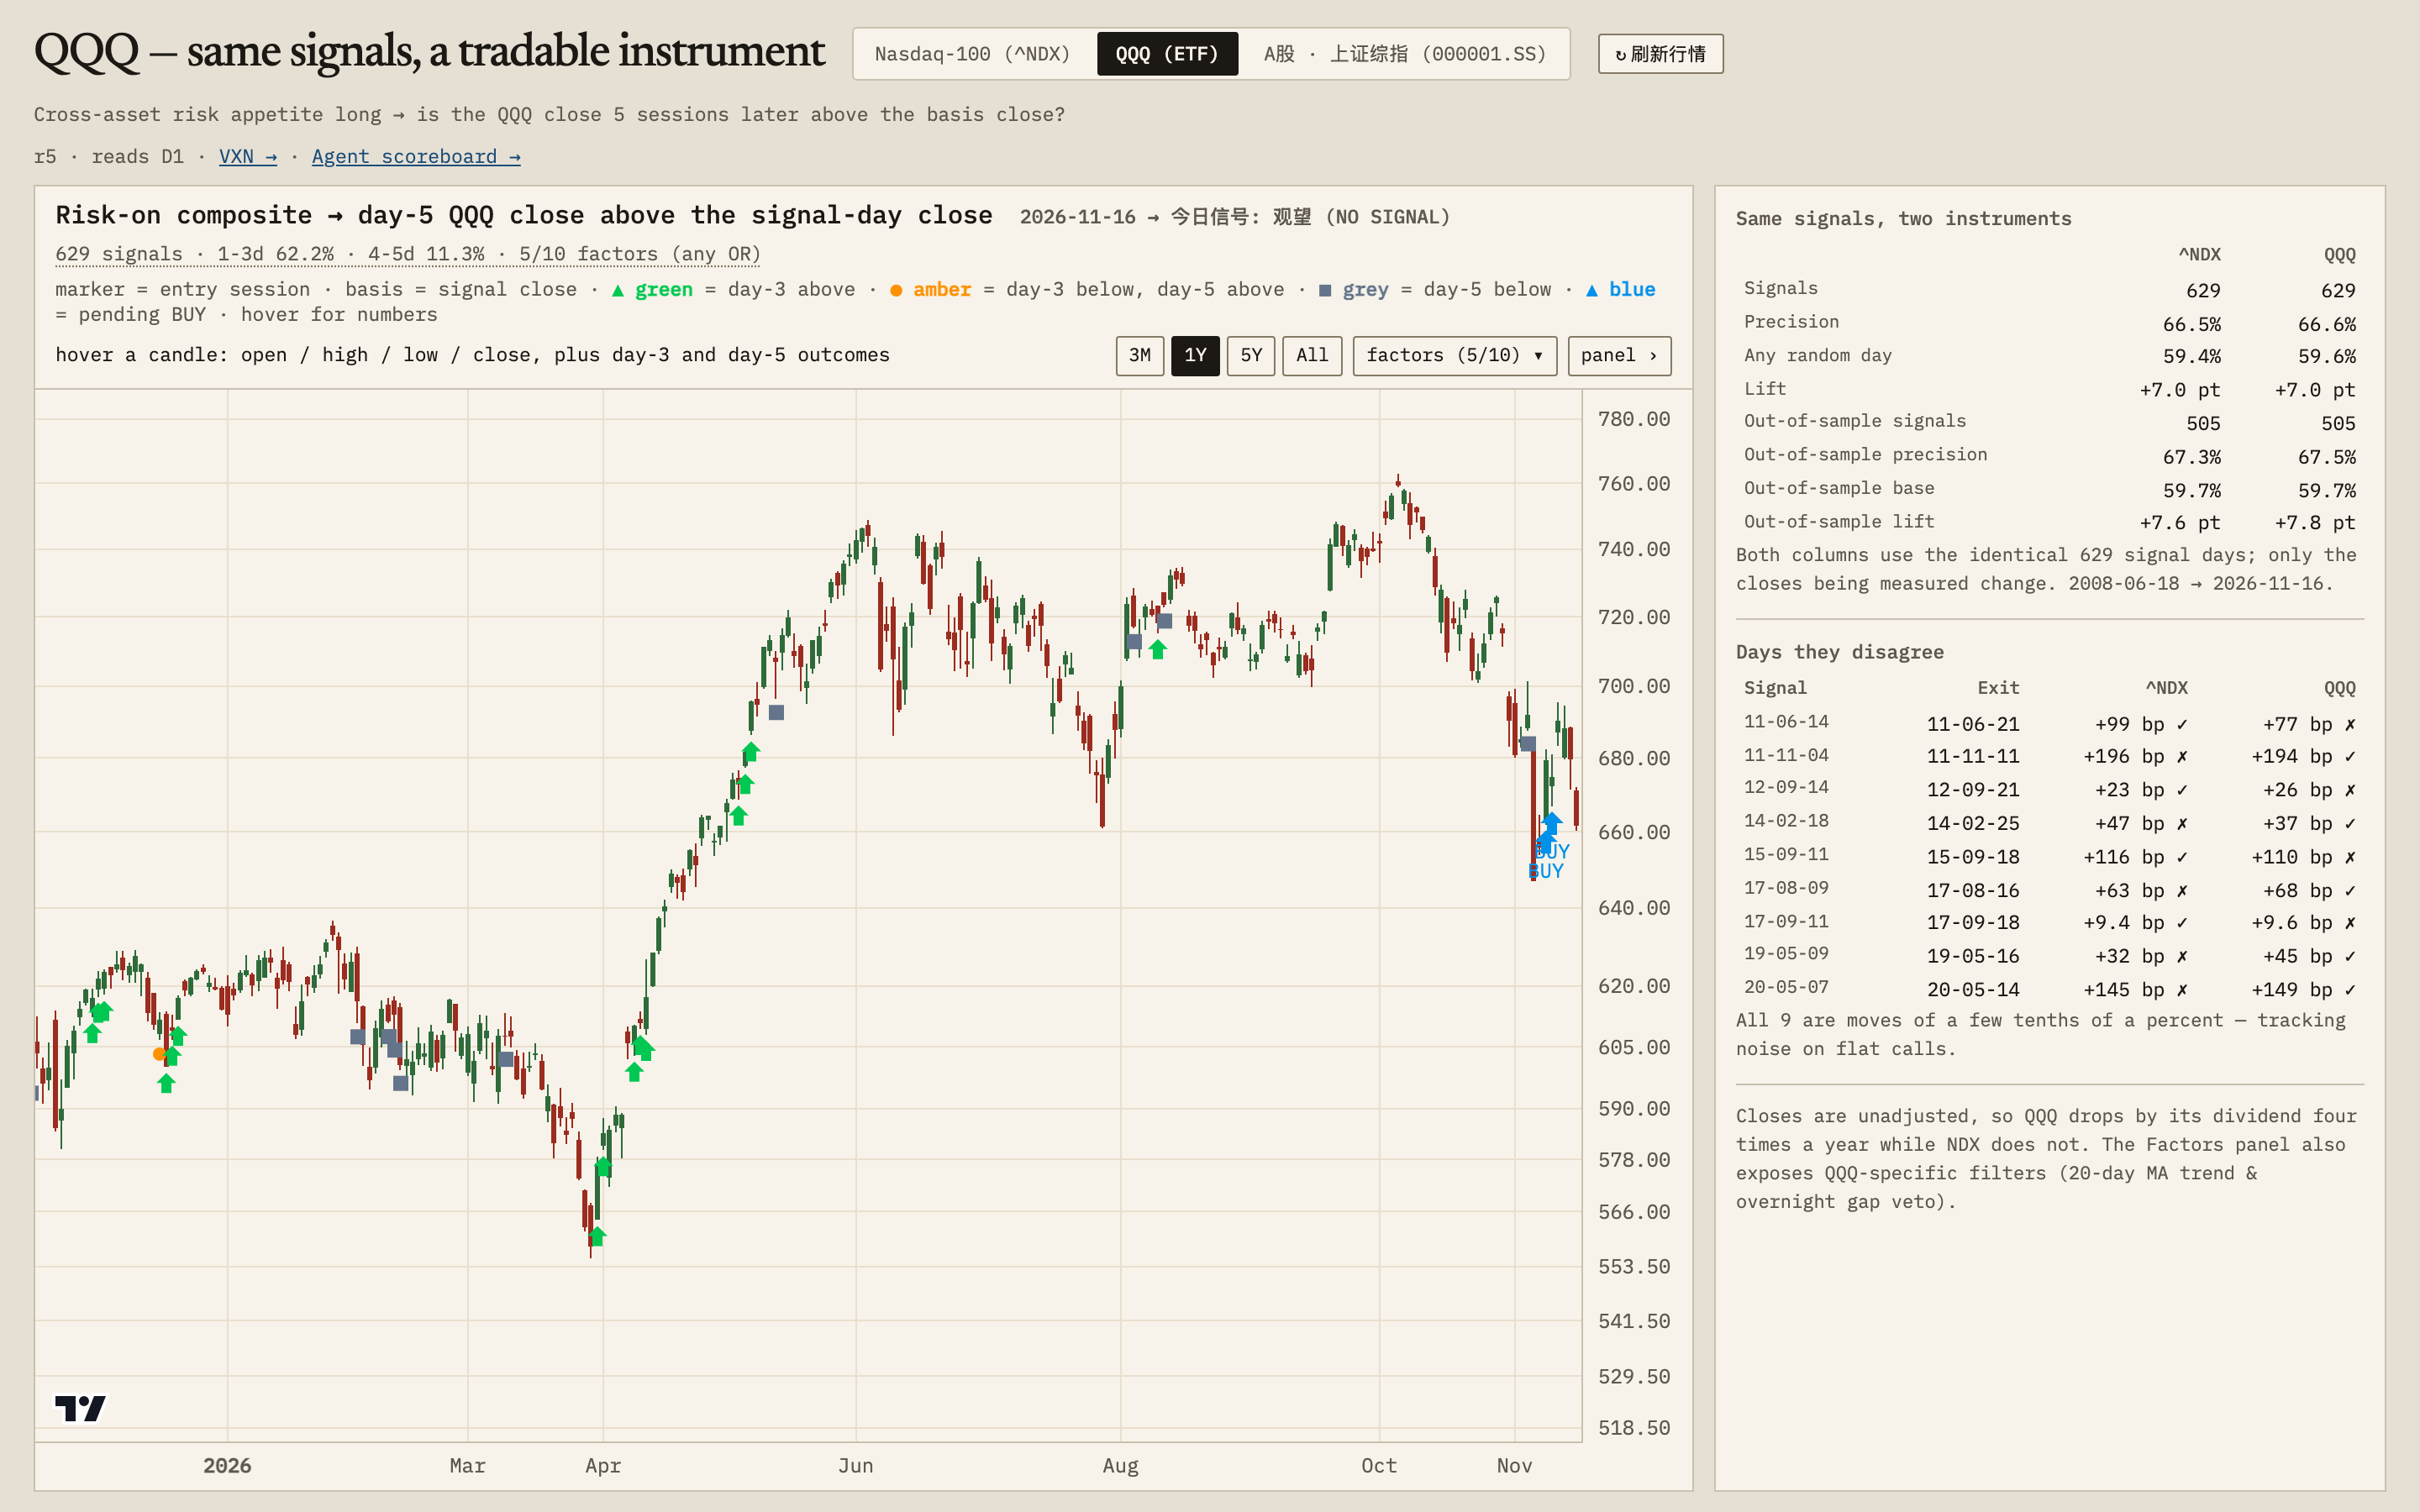 QQQ — same signals, a tradable instrument
Nasdaq-100 (^NDX) QQQ (ETF) A股 · 上证综指 (000001.SS) ↻ 刷新行情
Cross-asset risk appetite long → is the QQQ close 5 sessions later above the basis close?
r5 · reads D1 · VXN → · Agent scoreboard →
Risk-on composite → day-5 QQQ close above the signal-day close 2026-11-16 → 今日信号: 观望 (NO SIGNAL)
629 signals · 1-3d 62.2% · 4-5d 11.3% · 5/10 factors (any OR)
marker = entry session · basis = signal close · ▲ green = day-3 above · ● amber = day-3 below, day-5 above · ■ grey = day-5 below · ▲ blue
= pending BUY · hover for numbers
hover a candle: open / high / low / close, plus day-3 and day-5 outcomes
3M 1Y 5Y All factors (5/10) ▾ panel ›
780.00
760.00
740.00
720.00
700.00
680.00
660.00
640.00
620.00
605.00
590.00
578.00
566.00
553.50
541.50
529.50
518.50
BUY
BUY
2026 Mar Apr Jun Aug Oct Nov
Same signals, two instruments
^NDX QQQ
Signals 629 629
Precision 66.5% 66.6%
Any random day 59.4% 59.6%
Lift +7.0 pt +7.0 pt
Out-of-sample signals 505 505
Out-of-sample precision 67.3% 67.5%
Out-of-sample base 59.7% 59.7%
Out-of-sample lift +7.6 pt +7.8 pt
Both columns use the identical 629 signal days; only the
closes being measured change. 2008-06-18 → 2026-11-16.
Days they disagree
Signal Exit ^NDX QQQ
11-06-14 11-06-21 +99 bp ✓ +77 bp ✗
11-11-04 11-11-11 +196 bp ✗ +194 bp ✓
12-09-14 12-09-21 +23 bp ✓ +26 bp ✗
14-02-18 14-02-25 +47 bp ✗ +37 bp ✓
15-09-11 15-09-18 +116 bp ✓ +110 bp ✗
17-08-09 17-08-16 +63 bp ✗ +68 bp ✓
17-09-11 17-09-18 +9.4 bp ✓ +9.6 bp ✗
19-05-09 19-05-16 +32 bp ✗ +45 bp ✓
20-05-07 20-05-14 +145 bp ✗ +149 bp ✓
All 9 are moves of a few tenths of a percent — tracking
noise on flat calls.
Closes are unadjusted, so QQQ drops by its dividend four
times a year while NDX does not. The Factors panel also
exposes QQQ-specific filters (20-day MA trend &
overnight gap veto).